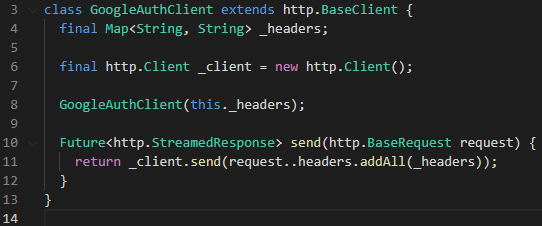 3 class GoogleAuthClient extends http.BaseClient {
4 final Map<String, String> _headers;
5
6 final http.Client _client = new http.Client();
7
8 GoogleAuthClient(this._headers);
9
10 Future<http.StreamedResponse> send(http.BaseRequest request) {
11 return _client.send(request..headers.addAll(_headers));
12 }
13 }
14